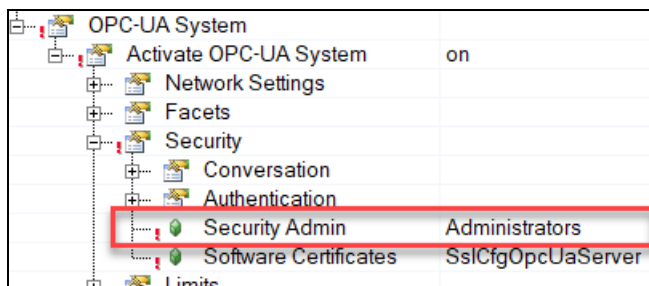 OPC-UA System
Activate OPC-UA System on
Network Settings
Facets
Security
Conversation
Authentication
Security Admin Administrators
Software Certificates SslCfgOpcUaServer
Limits